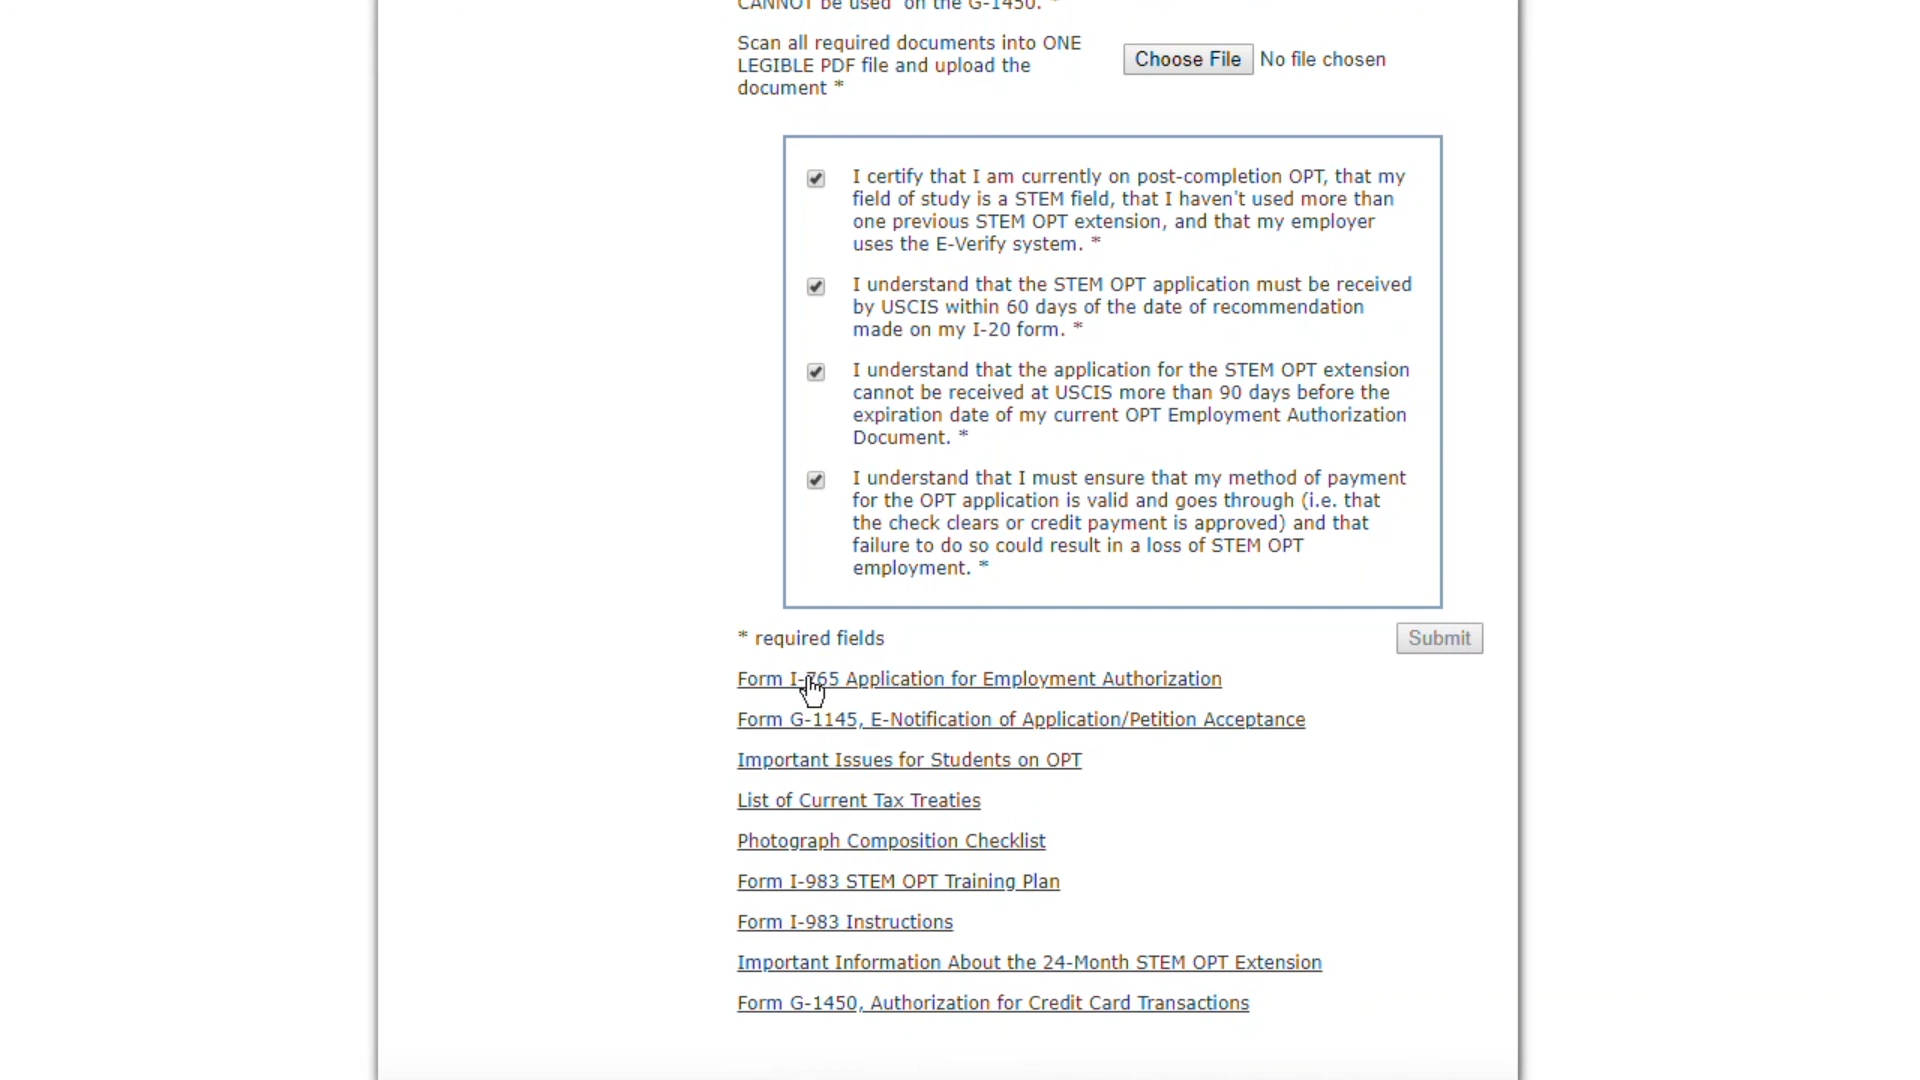 CANNOT be used on the G-1450. *
Scan all required documents into ONE
LEGIBLE PDF file and upload the
document *
Choose File No file chosen
I certify that I am currently on post-completion OPT, that my
field of study is a STEM field, that I haven't used more than
one previous STEM OPT extension, and that my employer
uses the E-Verify system. *
I understand that the STEM OPT application must be received
by USCIS within 60 days of the date of recommendation
made on my I-20 form. *
I understand that the application for the STEM OPT extension
cannot be received at USCIS more than 90 days before the
expiration date of my current OPT Employment Authorization
Document. *
I understand that I must ensure that my method of payment
for the OPT application is valid and goes through (i.e. that
the check clears or credit payment is approved) and that
failure to do so could result in a loss of STEM OPT
employment. *
* required fields
Submit
Form I-765 Application for Employment Authorization
Form G-1145, E-Notification of Application/Petition Acceptance
Important Issues for Students on OPT
List of Current Tax Treaties
Photograph Composition Checklist
Form I-983 STEM OPT Training Plan
Form I-983 Instructions
Important Information About the 24-Month STEM OPT Extension
Form G-1450, Authorization for Credit Card Transactions